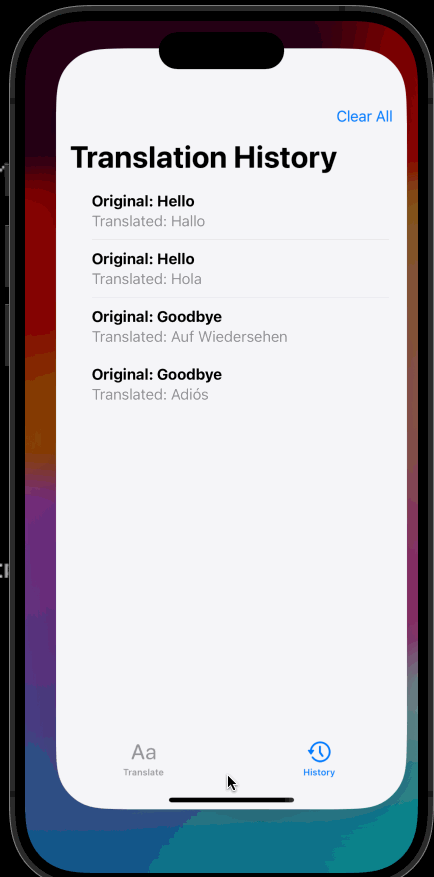 Clear All
Translation History
Original: Hello
Translated: Hallo
Original: Hello
Translated: Hola
Original: Goodbye
Translated: Auf Wiedersehen
Original: Goodbye
Translated: Adiós
Aa
Translate
History